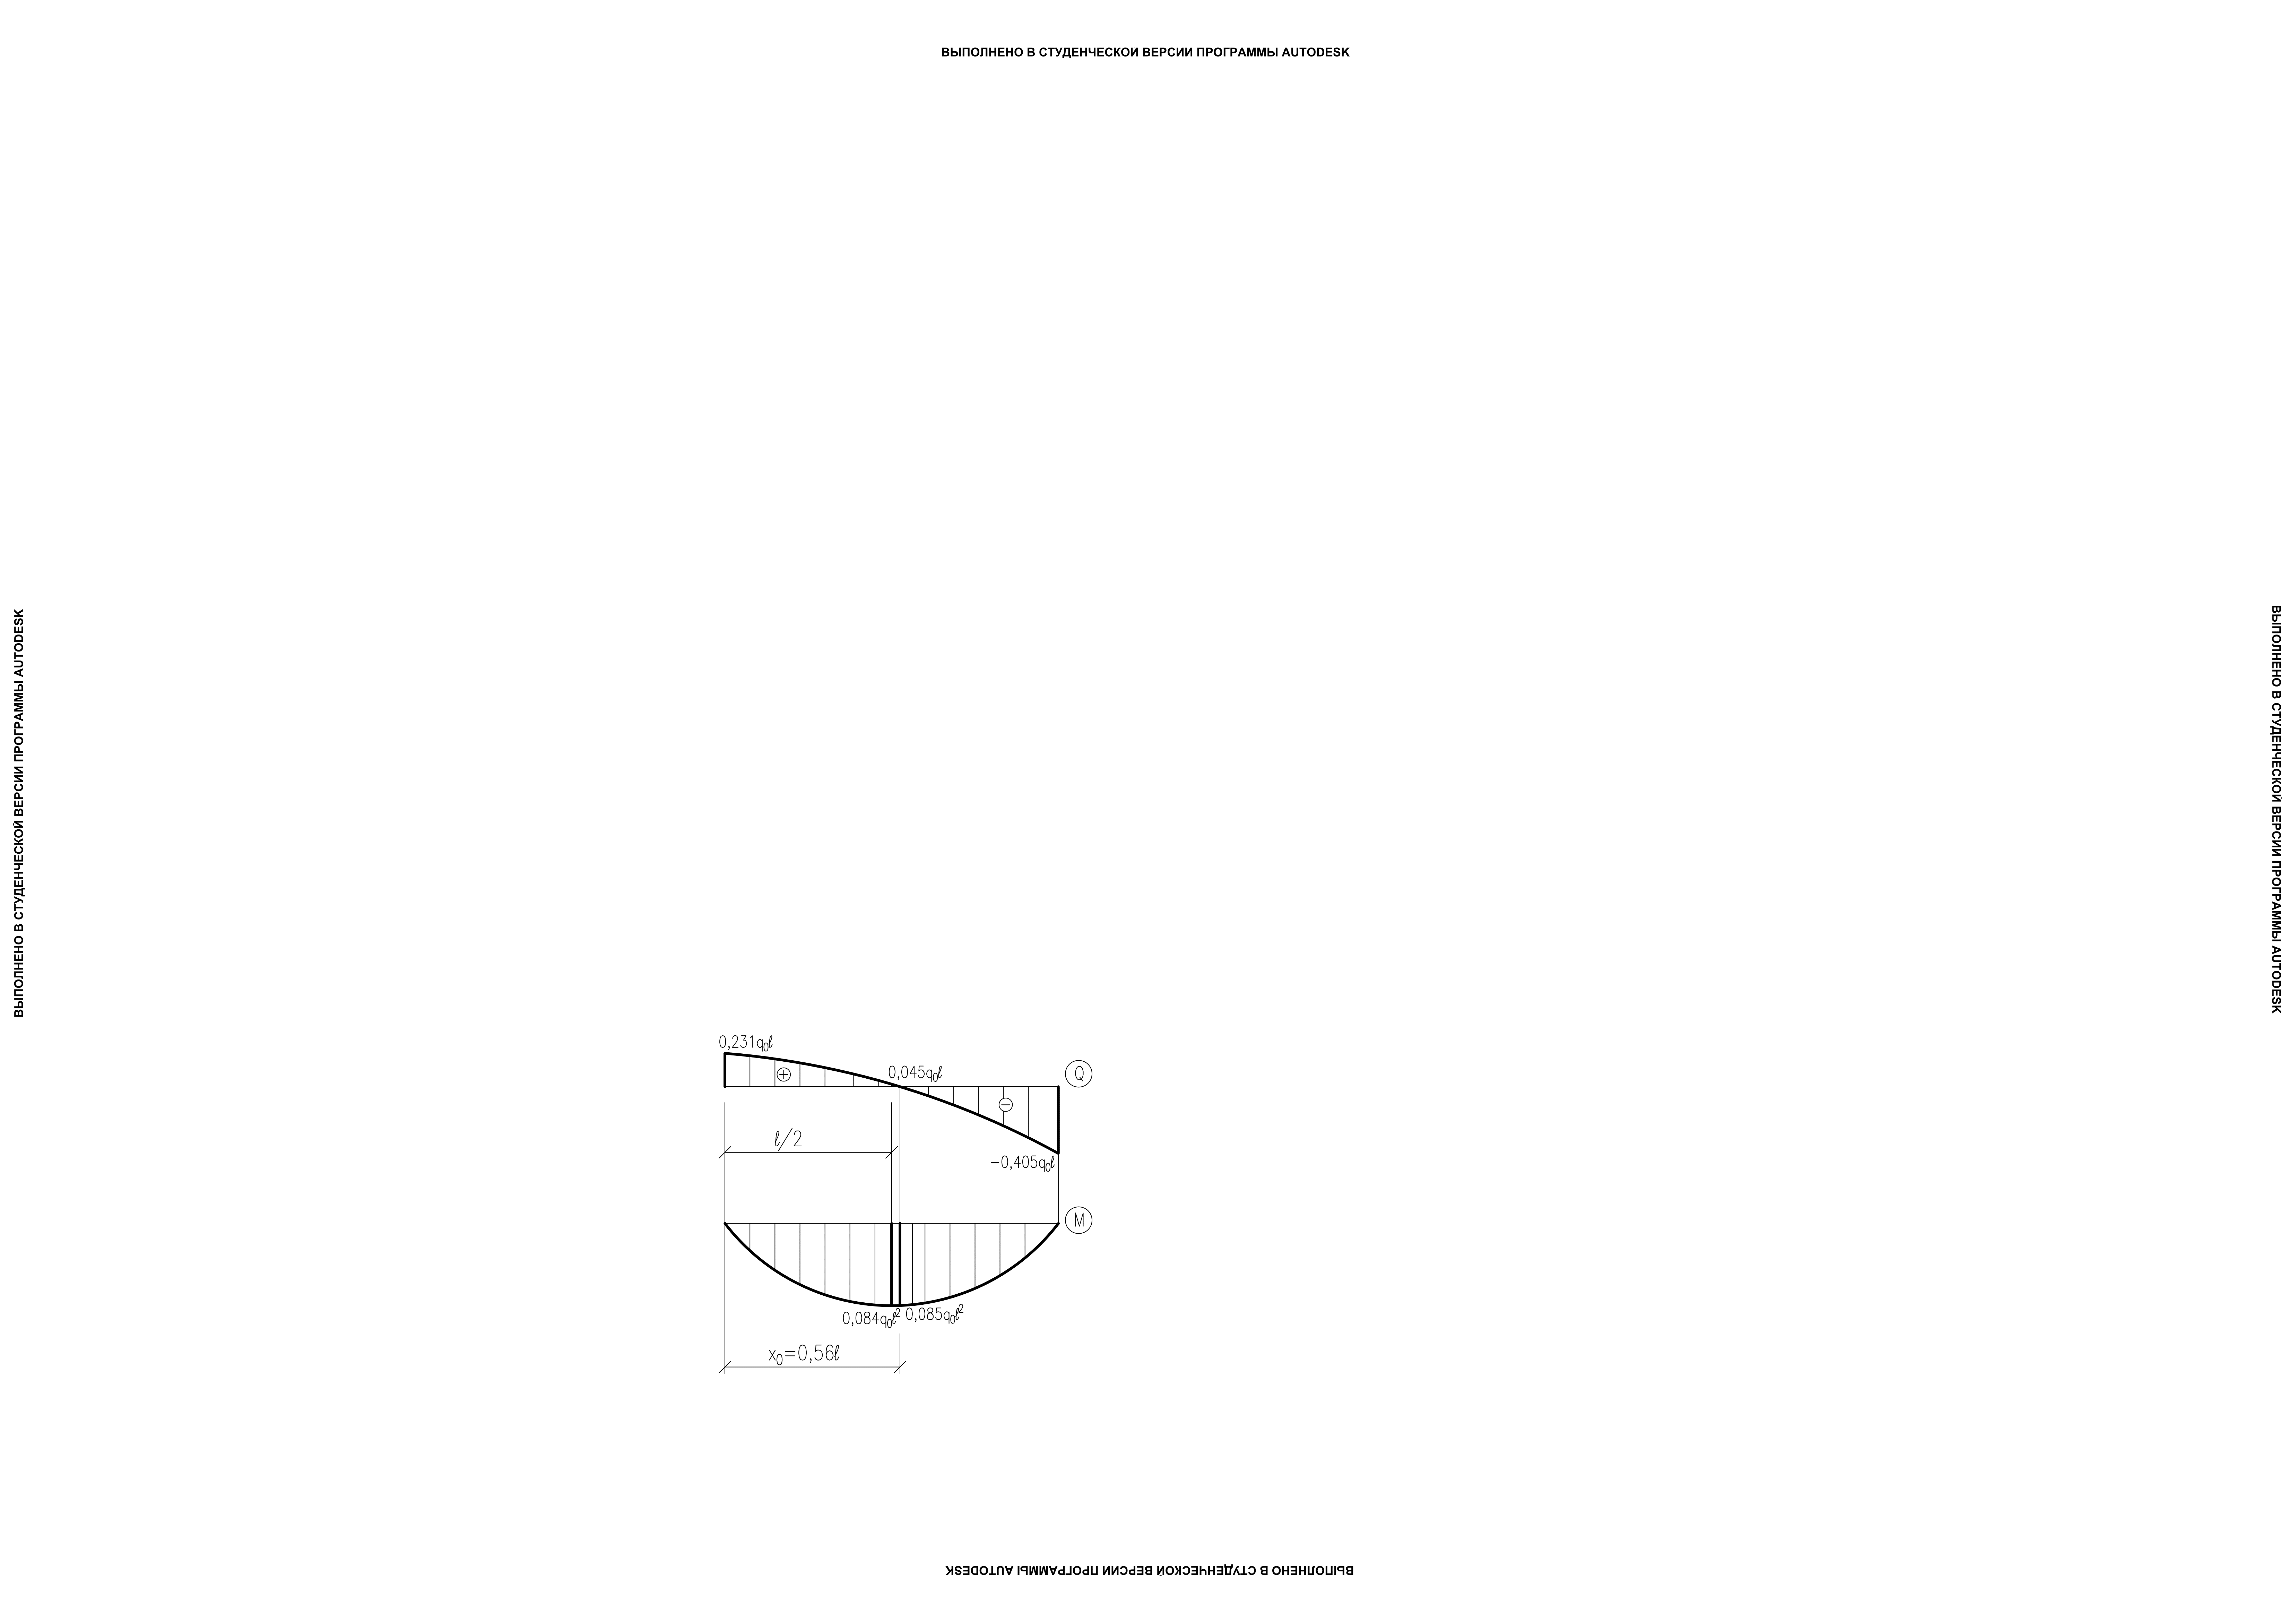 ВЫПОЛНЕНО В СТУДЕНЧЕСКОЙ ВЕРСИИ ПРОГРАММЫ AUTODESK
ВЫПОЛНЕНО В СТУДЕНЧЕСКОЙ ВЕРСИИ ПРОГРАММЫ AUTODESK
ВЫПОЛНЕНО В СТУДЕНЧЕСКОЙ ВЕРСИИ ПРОГРАММЫ AUTODESK
0,231q₀ℓ
0,045q₀ℓ
Q
ℓ/2
−0,405q₀ℓ
M
0,084q₀ℓ²
0,085q₀ℓ²
x₀=0,56ℓ
ВЫПОЛНЕНО В СТУДЕНЧЕСКОЙ ВЕРСИИ ПРОГРАММЫ AUTODESK